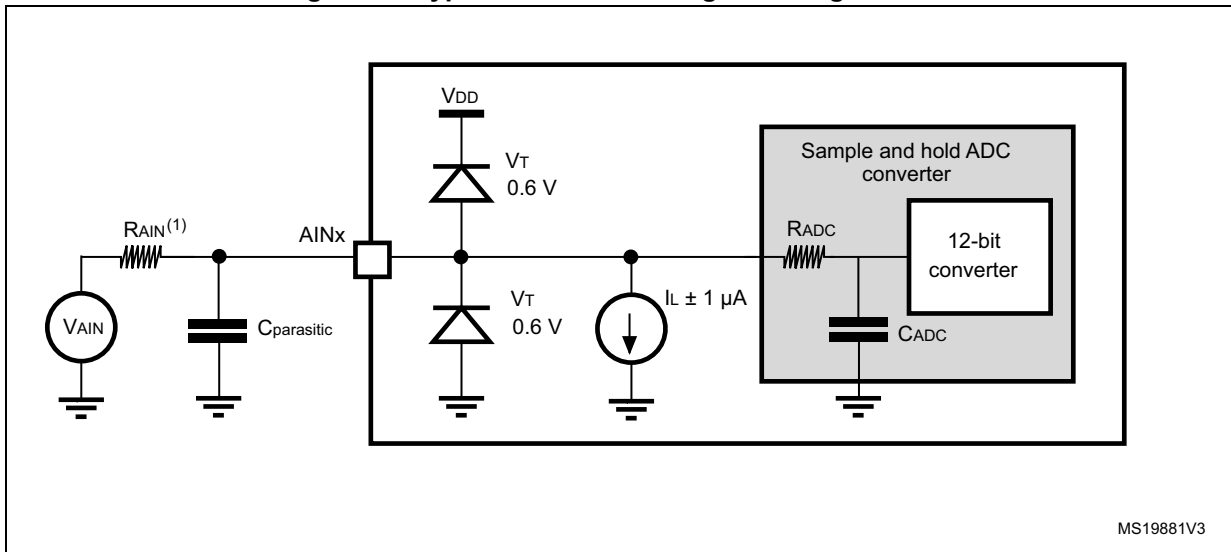 VDD
VT
0.6 V
Sample and hold ADC
converter
RAIN(1)
AINx
RADC
12-bit
converter
VAIN
Cparasitic
VT
0.6 V
IL ± 1 µA
CADC
MS19881V3